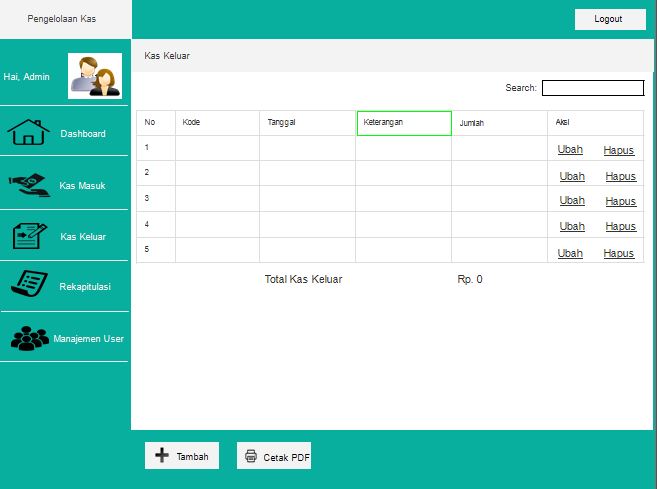 Pengelolaan Kas
Logout
Hai, Admin
Dashboard
Kas Masuk
Kas Keluar
Rekapitulasi
Manajemen User
Kas Keluar
Search:
No Kode Tanggal Keterangan Jumlah Aksi
1 Ubah Hapus
2 Ubah Hapus
3 Ubah Hapus
4 Ubah Hapus
5 Ubah Hapus
Total Kas Keluar Rp. 0
Tambah
Cetak PDF